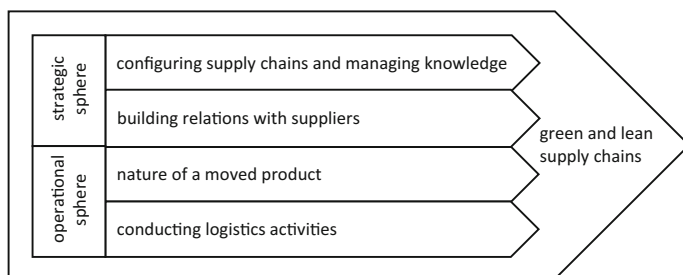 strategic
sphere
configuring supply chains and managing knowledge
building relations with suppliers
operational
sphere
nature of a moved product
conducting logistics activities
green and lean
supply chains